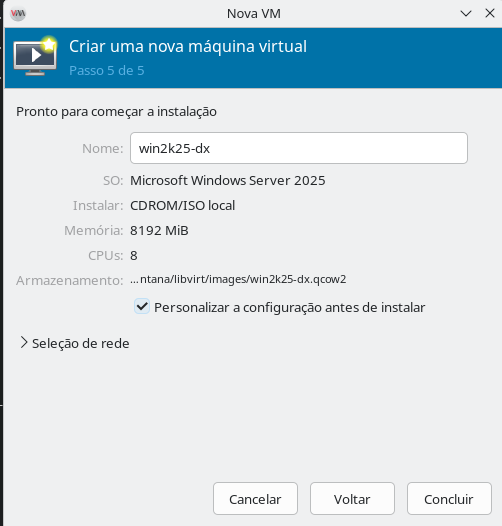 Nova VM
Criar uma nova máquina virtual
Passo 5 de 5
Pronto para começar a instalação
Nome: win2k25-dx
SO: Microsoft Windows Server 2025
Instalar: CDROM/ISO local
Memória: 8192 MiB
CPUs: 8
Armazenamento: ...ntana/libvirt/images/win2k25-dx.qcow2
Personalizar a configuração antes de instalar
Seleção de rede
Cancelar Voltar Concluir